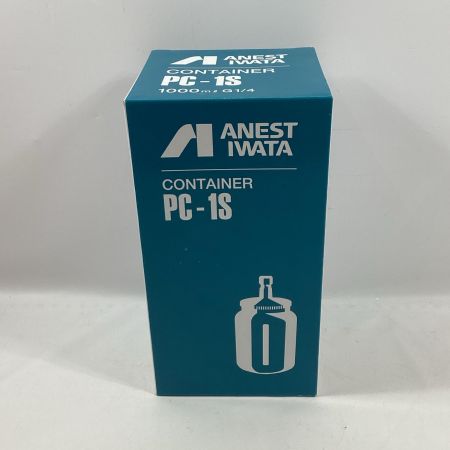 ANEST
IWATA
CONTAINER
PC-1S
1000mℓ G1/4
ANEST
IWATA
CONTAINER
PC-1S